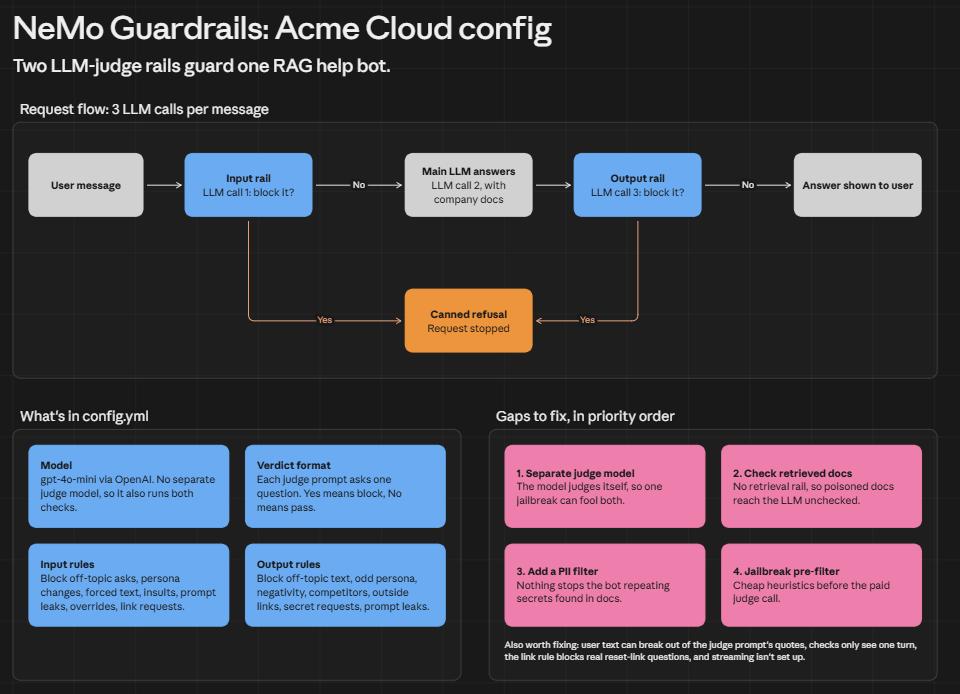 NeMo Guardrails: Acme Cloud config
Two LLM-judge rails guard one RAG help bot.
Request flow: 3 LLM calls per message
User message
Input rail
LLM call 1: block it?
No
Main LLM answers
LLM call 2, with
company docs
Output rail
LLM call 3: block it?
No
Answer shown to user
Yes
Canned refusal
Request stopped
Yes
What's in config.yml
Model
gpt-4o-mini via OpenAI. No separate
judge model, so it also runs both
checks.
Verdict format
Each judge prompt asks one
question. Yes means block, No
means pass.
Input rules
Block off-topic asks, persona
changes, forced text, insults, prompt
leaks, overrides, link requests.
Output rules
Block off-topic text, odd persona,
negativity, competitors, outside
links, secret requests, prompt leaks.
Gaps to fix, in priority order
1. Separate judge model
The model judges itself, so one
jailbreak can fool both.
2. Check retrieved docs
No retrieval rail, so poisoned docs
reach the LLM unchecked.
3. Add a PII filter
Nothing stops the bot repeating
secrets found in docs.
4. Jailbreak pre-filter
Cheap heuristics before the paid
judge call.
Also worth fixing: user text can break out of the judge prompt's quotes, checks only see one turn,
the link rule blocks real reset-link questions, and streaming isn't set up.